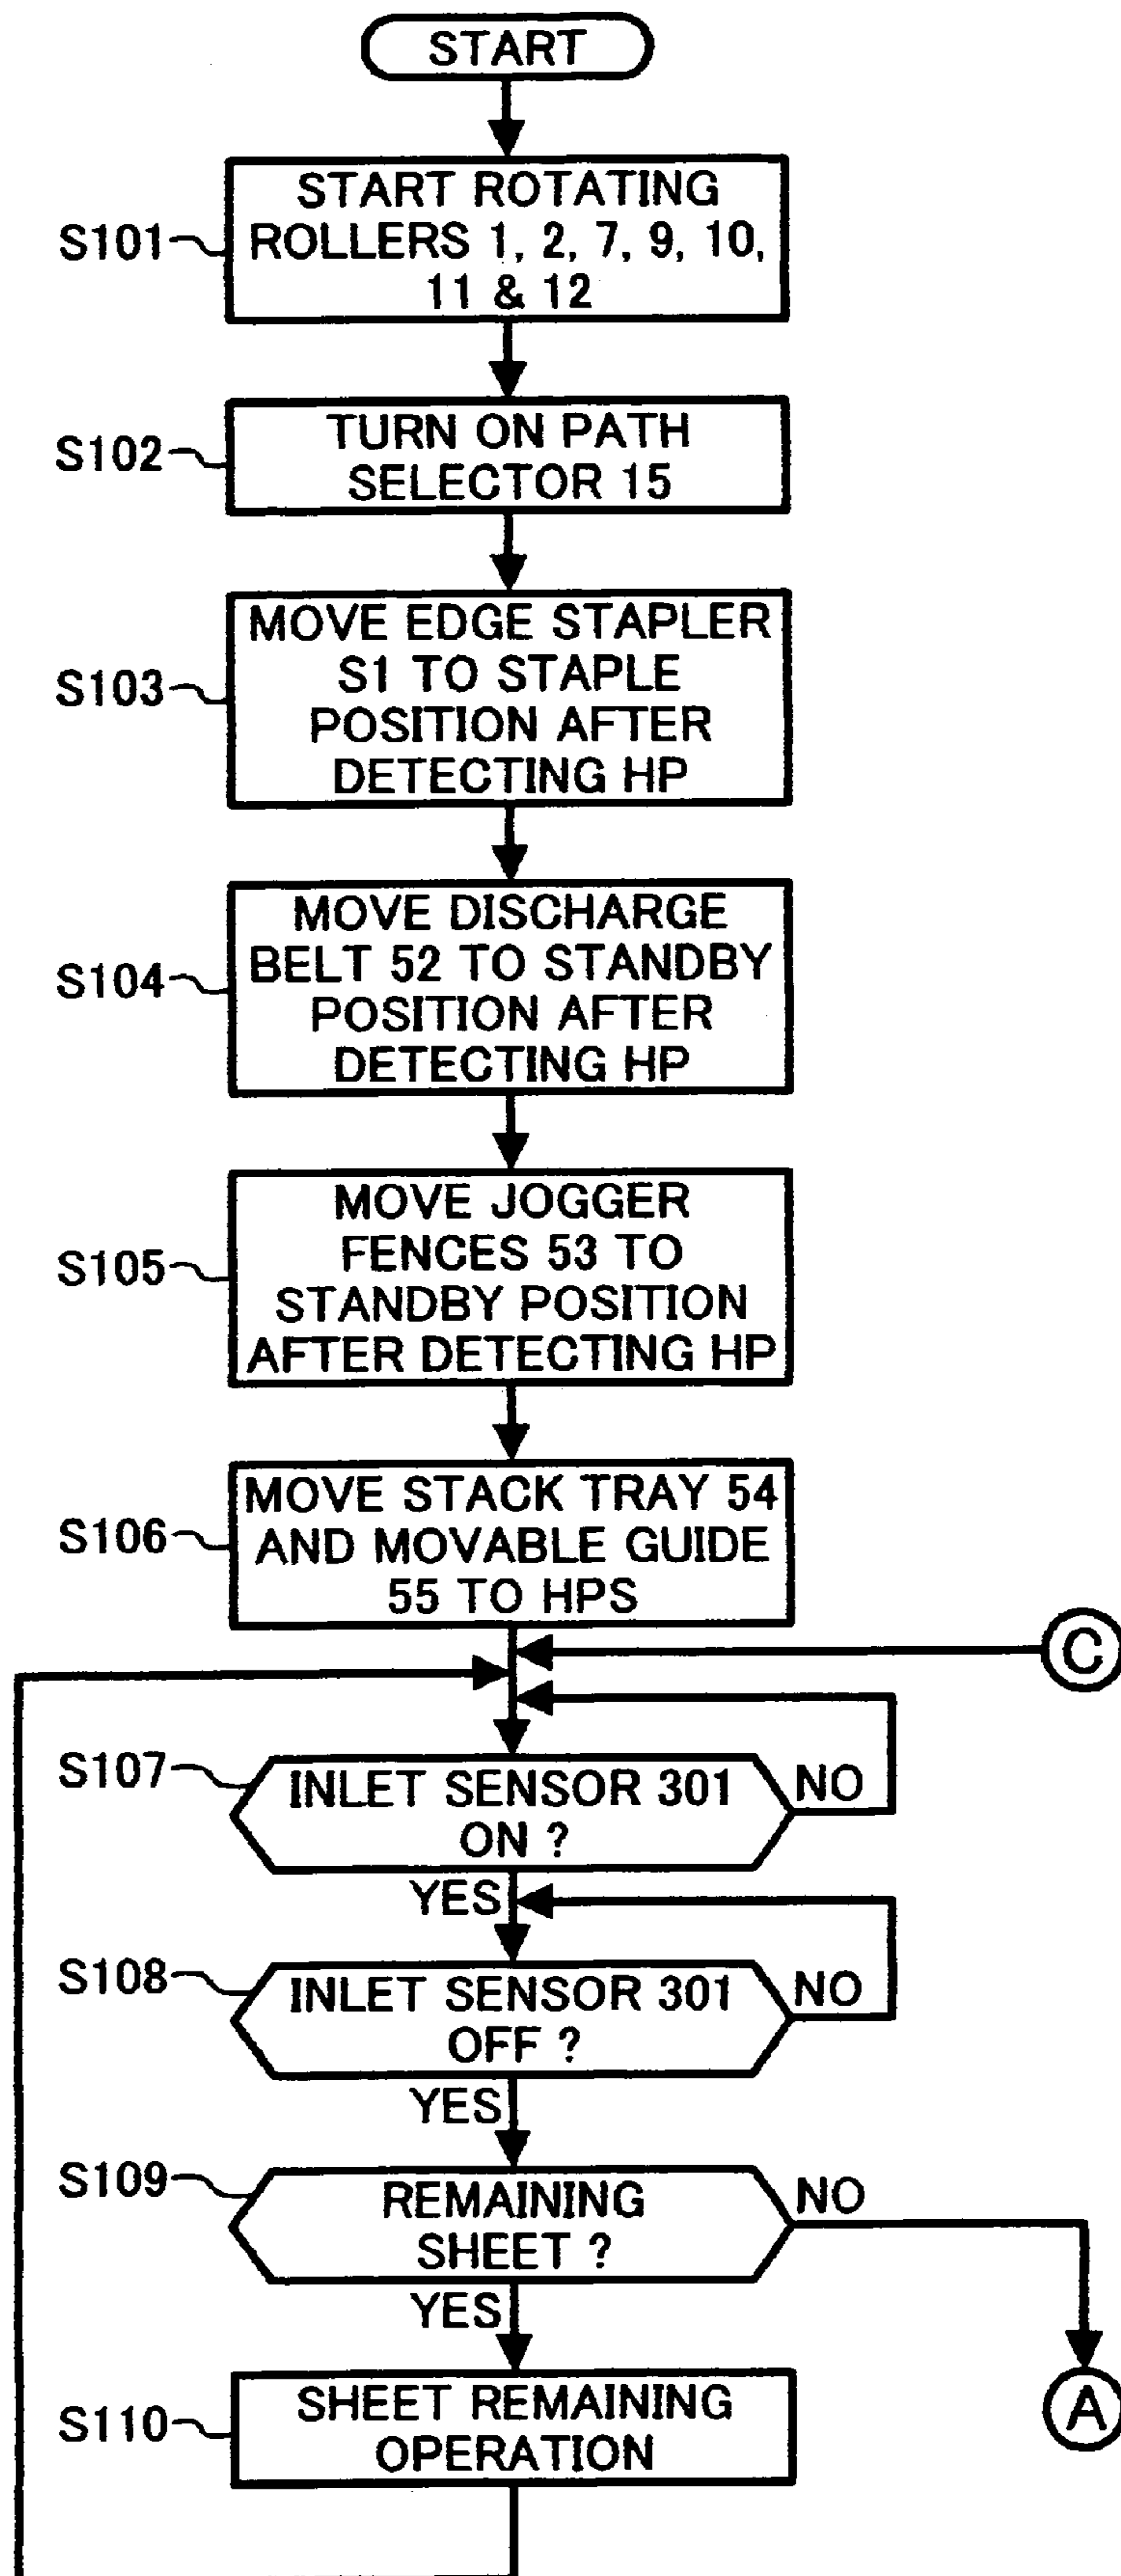 START
START ROTATING
S101
ROLLERS 1, 2, 7, 9, 10,
11 & 12
TURN ON PATH
S102
SELECTOR 15
MOVE EDGE STAPLER
S1 TO STAPLE
S103
POSITION AFTER
DETECTING HP
MOVE DISCHARGE
BELT 52 TO STANDBY
S104
POSITION AFTER
DETECTING HP
MOVE JOGGER
FENCES 53 TO
S105
STANDBY POSITION
AFTER DETECTING HP
MOVE STACK TRAY 54
S106
AND MOVABLE GUIDE
55 TO HPS
C
S107
INLET SENSOR 301
ON ?
NO
YES
S108
INLET SENSOR 301
OFF ?
NO
YES
S109
REMAINING
SHEET ?
NO
YES
S110
SHEET REMAINING
OPERATION
A